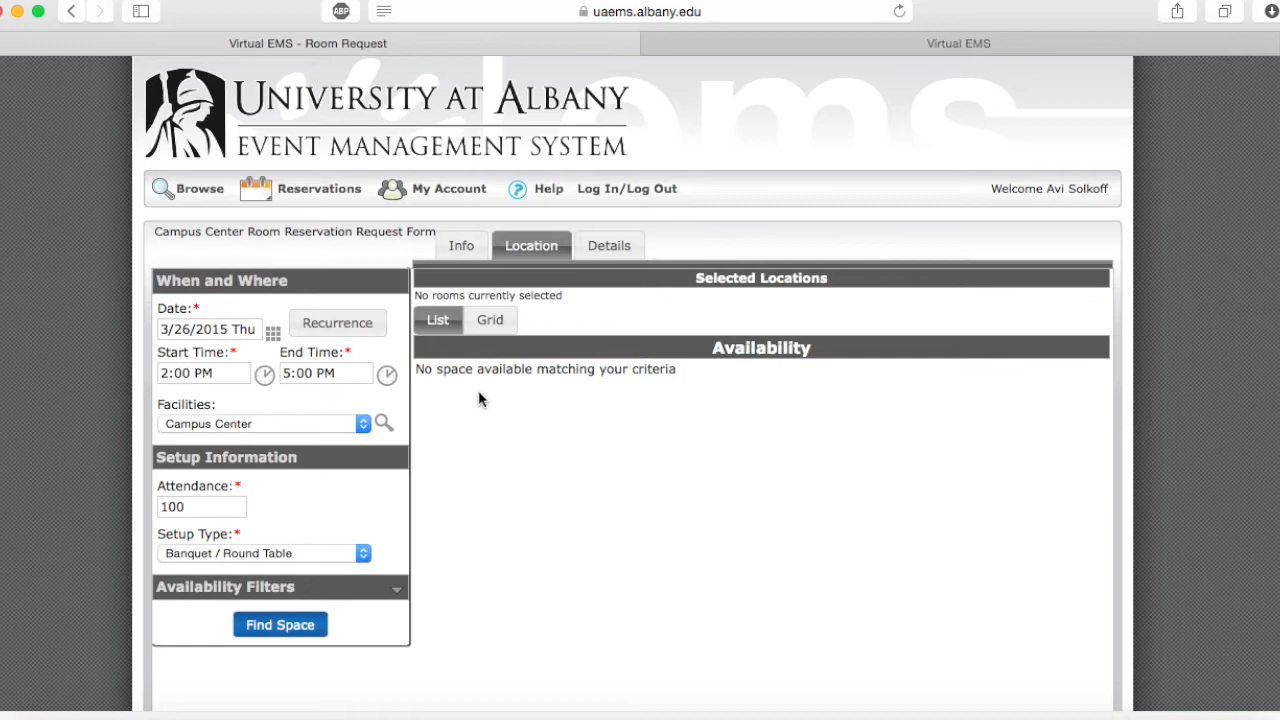 ABP
uaems.albany.edu
Virtual EMS - Room Request
Virtual EMS
ems
UNIVERSITY AT ALBANY
EVENT MANAGEMENT SYSTEM
Browse
Reservations
My Account
? Help
Log In/Log Out
Welcome Avi Solkoff
Campus Center Room Reservation Request Form
Info
Location
Details
When and Where
Date:*
3/26/2015 Thu
Recurrence
Start Time:* End Time:*
2:00 PM 5:00 PM
Facilities:
Campus Center
Setup Information
Attendance:*
100
Setup Type:*
Banquet / Round Table
Availability Filters
Find Space
Selected Locations
No rooms currently selected
List Grid
Availability
No space available matching your criteria